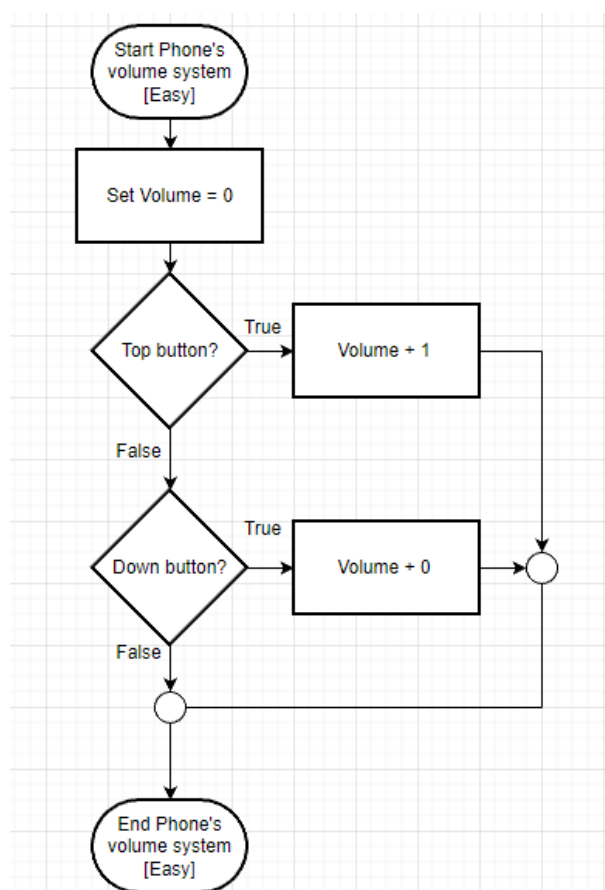 Start Phone's
volume system
[Easy]
Set Volume = 0
Top button?
True
Volume + 1
False
Down button?
True
Volume + 0
False
End Phone's
volume system
[Easy]